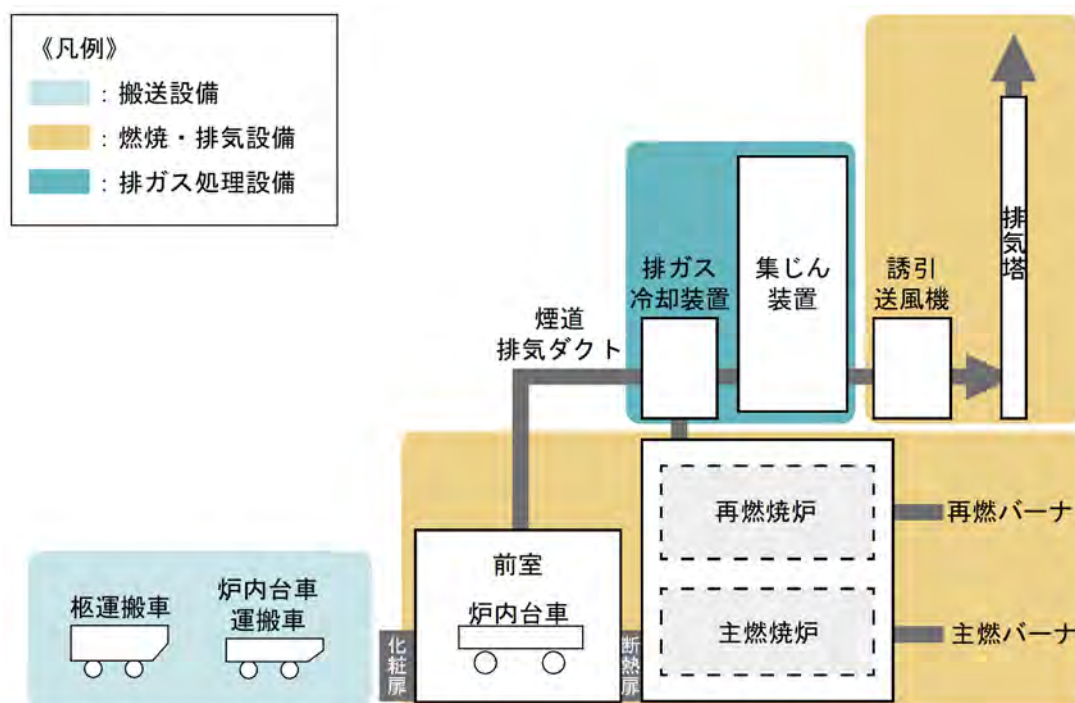 《凡例》
：搬送設備
：燃焼・排気設備
：排ガス処理設備
排気塔
排ガス
冷却装置
集じん
装置
誘引
送風機
煙道
排気ダクト
再燃焼炉
再燃バーナ
前室
炉内台車
主燃焼炉
主燃バーナ
柩運搬車
炉内台車
運搬車
化粧扉
断熱扉